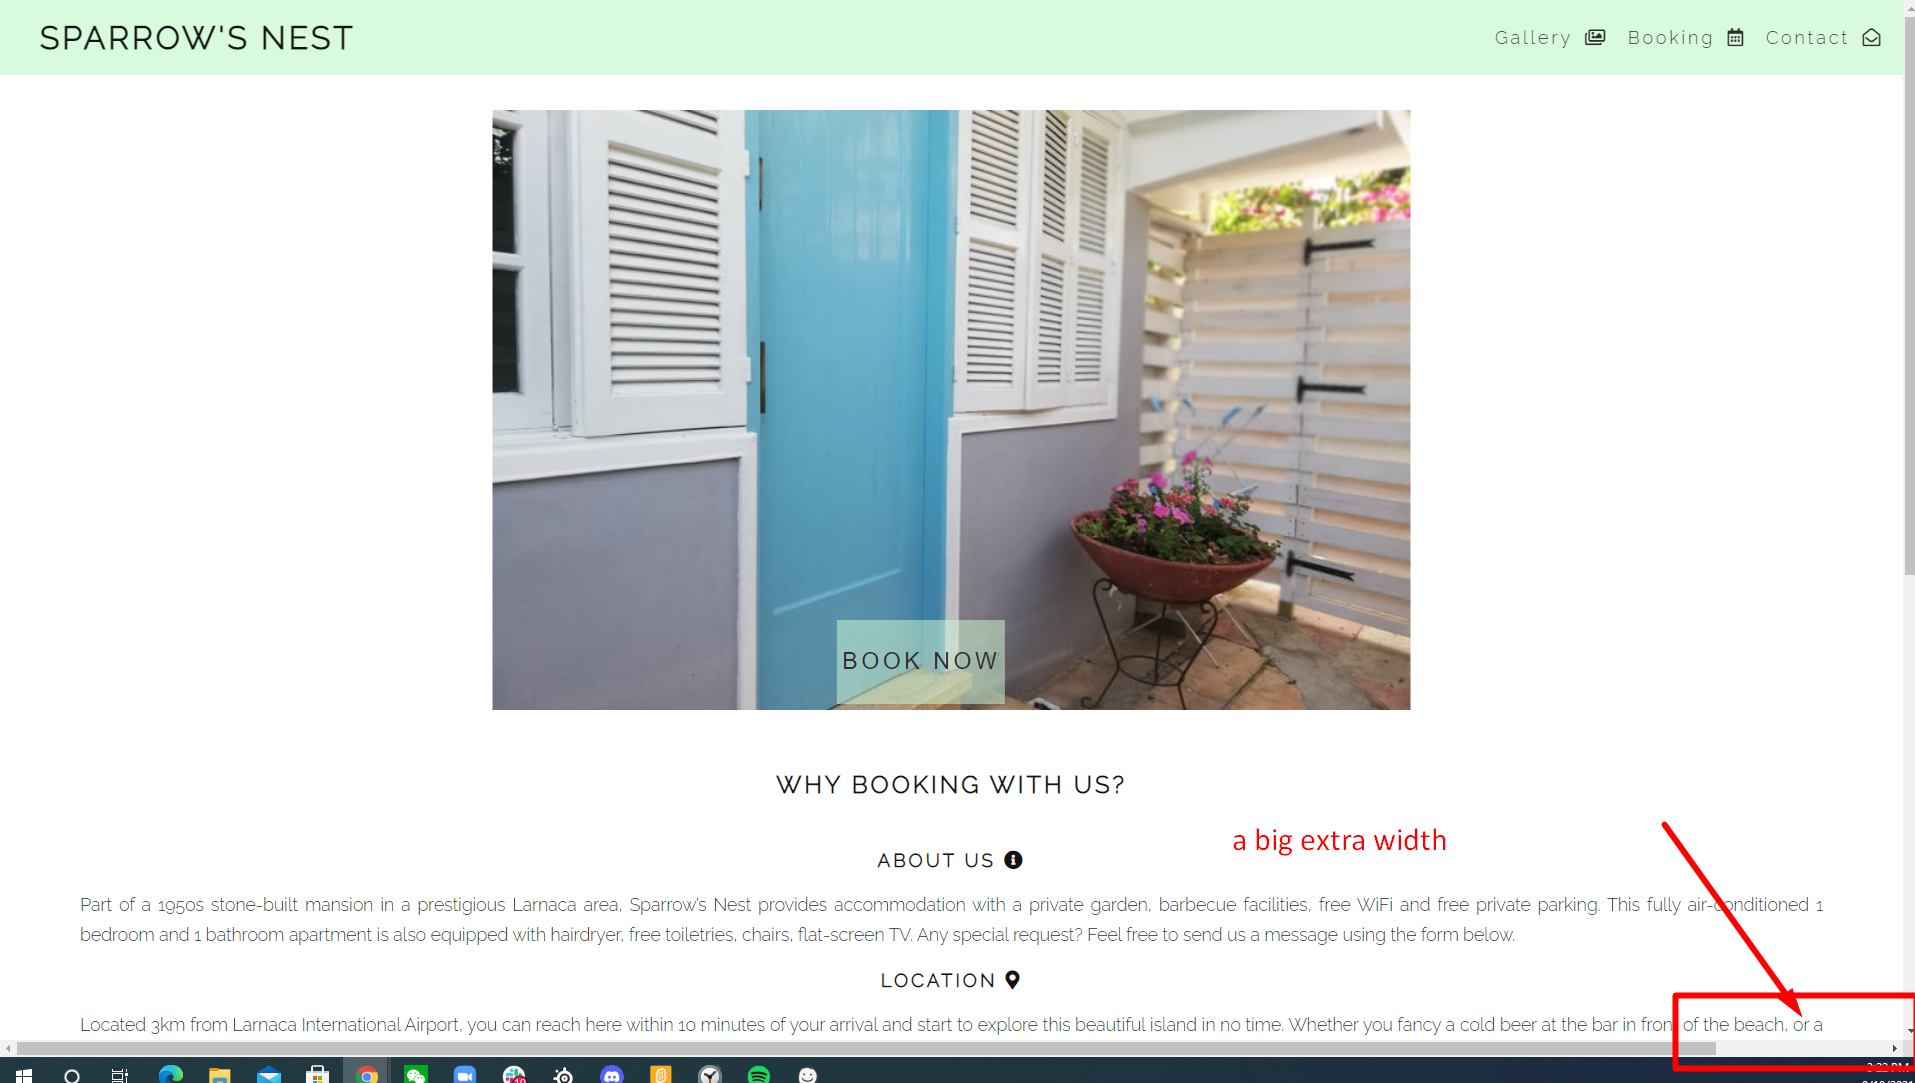 SPARROW'S NEST
Gallery Booking Contact
BOOK NOW
WHY BOOKING WITH US?
a big extra width
ABOUT US
Part of a 1950s stone-built mansion in a prestigious Larnaca area, Sparrow's Nest provides accommodation with a private garden, barbecue facilities, free WiFi and free private parking. This fully air-conditioned 1
bedroom and 1 bathroom apartment is also equipped with hairdryer, free toiletries, chairs, flat-screen TV. Any special request? Feel free to send us a message using the form below.
LOCATION
Located 3km from Larnaca International Airport, you can reach here within 10 minutes of your arrival and start to explore this beautiful island in no time. Whether you fancy a cold beer at the bar in front of the beach, or a